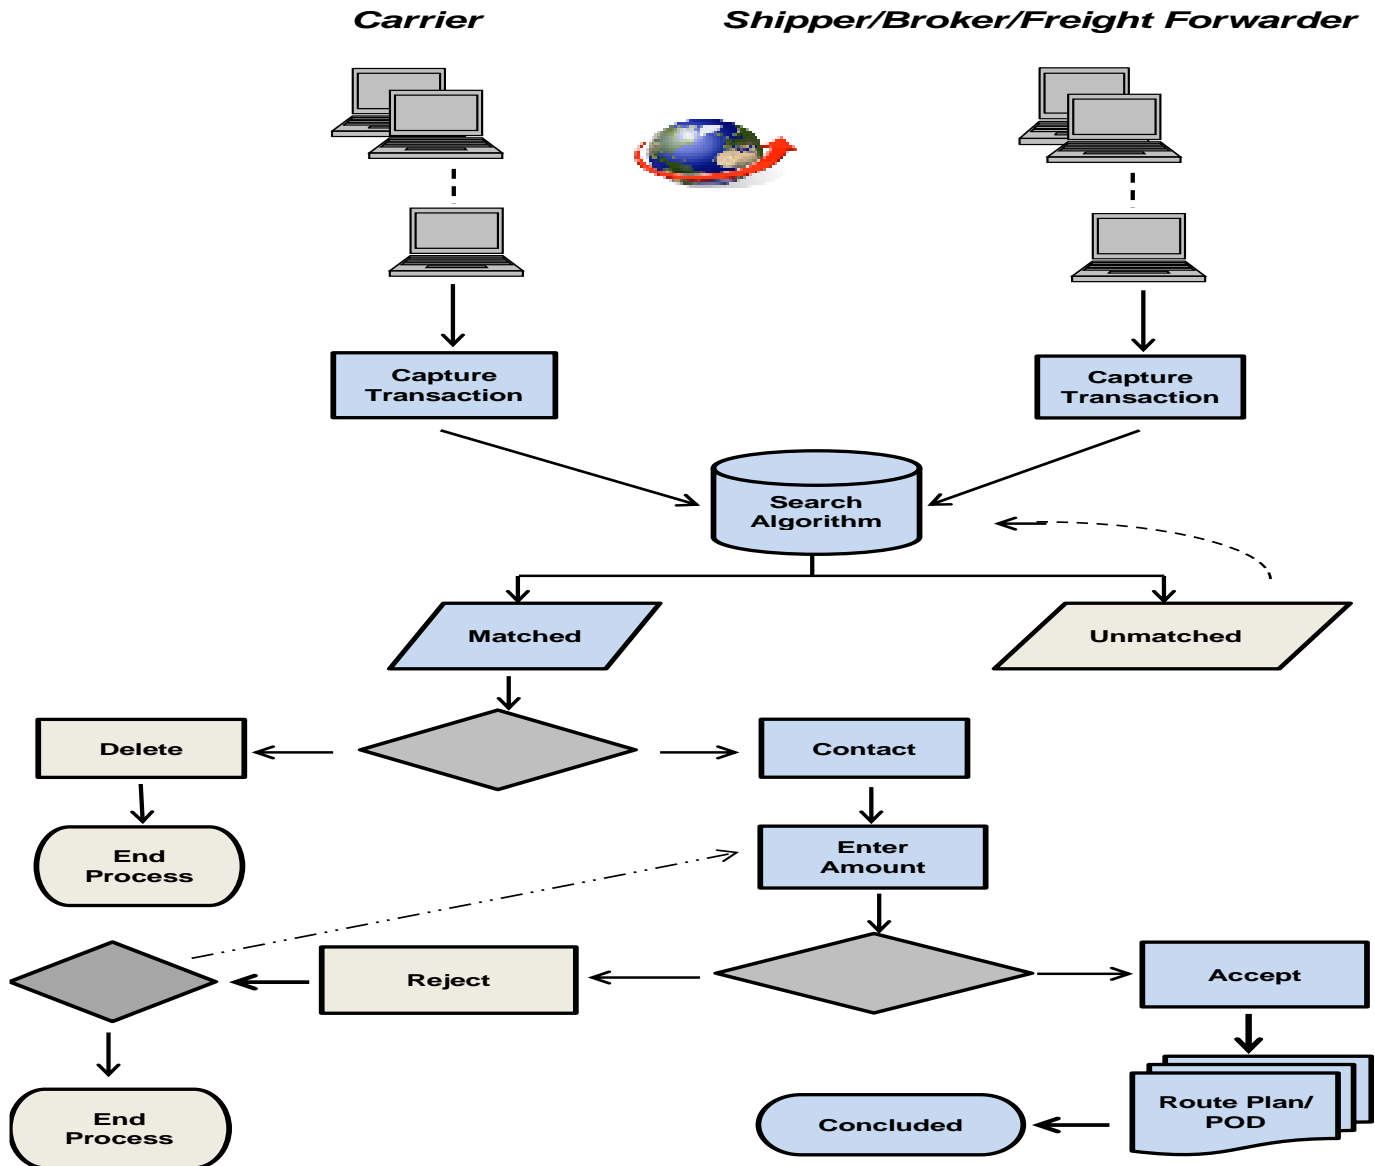 Carrier
Shipper/Broker/Freight Forwarder
Capture
Transaction
Capture
Transaction
Search
Algorithm
Matched
Unmatched
Delete
Contact
End
Process
Enter
Amount
Reject
Accept
End
Process
Concluded
Route Plan/
POD